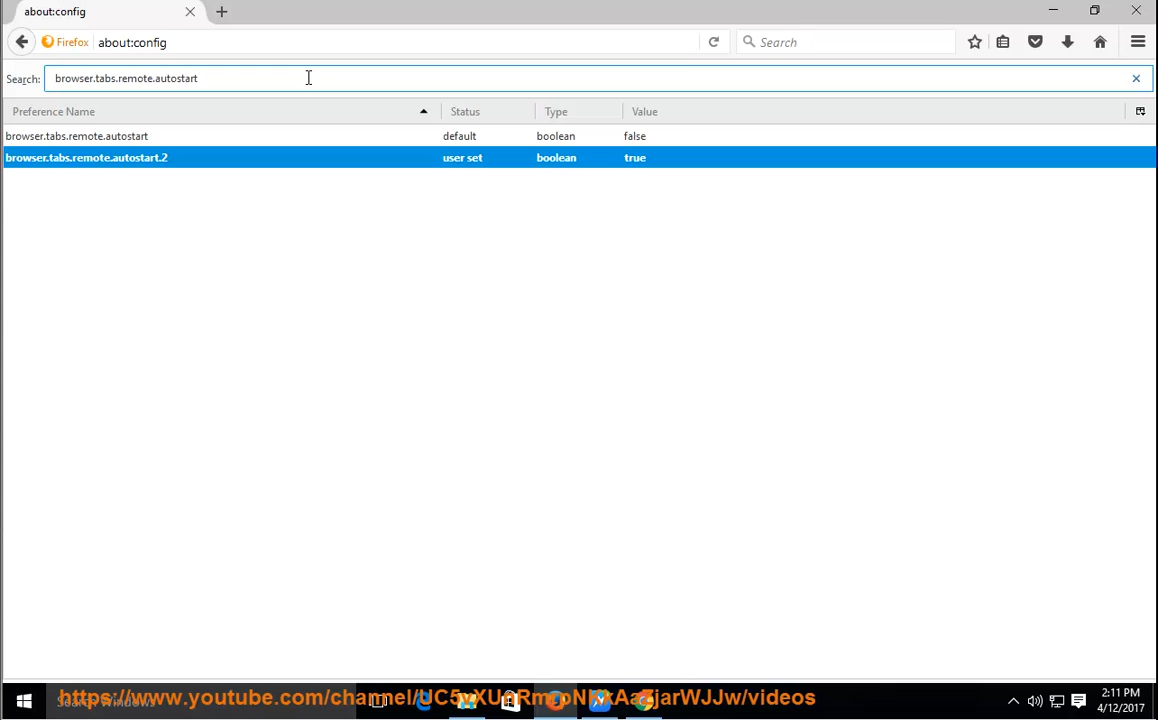 about:config
Firefox about:config Search
Search: browser.tabs.remote.autostart
Preference Name Status Type Value
browser.tabs.remote.autostart default boolean false
browser.tabs.remote.autostart.2 user set boolean true
Search Windows
2:11 PM
4/12/2017